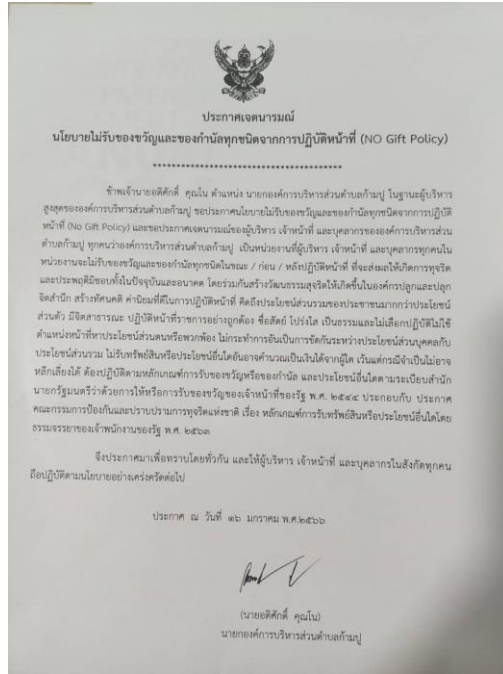 ประกาศเจตนารมณ์
นโยบายไม่รับของขวัญและของกำนัลทุกชนิดจากการปฏิบัติหน้าที่ (NO Gift Policy)
****************************************
ข้าพเจ้านายอดิศักดิ์ คุณโน ตำแหน่ง นายกองค์การบริหารส่วนตำบลก้ามปู ในฐานะผู้บริหาร
สูงสุดขององค์การบริหารส่วนตำบลก้ามปู ขอประกาศนโยบายไม่รับของขวัญและของกำนัลทุกชนิดจากการปฏิบัติ
หน้าที่ (No Gift Policy) และขอประกาศเจตนารมณ์ของผู้บริหาร เจ้าหน้าที่ และบุคลากรขององค์การบริหารส่วน
ตำบลก้ามปู ทุกคนว่าองค์การบริหารส่วนตำบลก้ามปู เป็นหน่วยงานที่ผู้บริหาร เจ้าหน้าที่ และบุคลากรทุกคนใน
หน่วยงานจะไม่รับของขวัญและของกำนัลทุกชนิดในขณะ / ก่อน / หลังปฏิบัติหน้าที่ ที่จะส่งผลให้เกิดการทุจริต
และประพฤติมิชอบทั้งในปัจจุบันและอนาคต โดยร่วมกันสร้างวัฒนธรรมสุจริตให้เกิดขึ้นในองค์กรปลูกและปลุก
จิตสำนึก สร้างทัศนคติ ค่านิยมที่ดีในการปฏิบัติหน้าที่ คิดถึงประโยชน์ส่วนรวมของประชาชนมากกว่าประโยชน์
ส่วนตัว มีจิตสาธารณะ ปฏิบัติหน้าที่ราชการอย่างถูกต้อง ซื่อสัตย์ โปร่งใส เป็นธรรมและไม่เลือกปฏิบัติไม่ใช้
ตำแหน่งหน้าที่หาประโยชน์ส่วนตนหรือพวกพ้อง ไม่กระทำการอันเป็นการขัดกันระหว่างประโยชน์ส่วนบุคคลกับ
ประโยชน์ส่วนรวม ไม่รับทรัพย์สินหรือประโยชน์อื่นใดอันอาจคำนวณเป็นเงินได้จากผู้ใด เว้นแต่กรณีจำเป็นไม่อาจ
หลีกเลี่ยงได้ ต้องปฏิบัติตามหลักเกณฑ์การรับของขวัญหรือของกำนัล และประโยชน์อื่นใดตามระเบียบสำนัก
นายกรัฐมนตรีว่าด้วยการให้หรือการรับของขวัญของเจ้าหน้าที่ของรัฐ พ.ศ. ๒๕๔๔ ประกอบกับ ประกาศ
คณะกรรมการป้องกันและปราบปรามการทุจริตแห่งชาติ เรื่อง หลักเกณฑ์การรับทรัพย์สินหรือประโยชน์อื่นใดโดย
ธรรมจรรยาของเจ้าพนักงานของรัฐ พ.ศ. ๒๕๖๓
จึงประกาศมาเพื่อทราบโดยทั่วกัน และให้ผู้บริหาร เจ้าหน้าที่ และบุคลากรในสังกัดทุกคน
ถือปฏิบัติตามนโยบายอย่างเคร่งครัดต่อไป
ประกาศ ณ วันที่ ๑๖ มกราคม พ.ศ.๒๕๖๖
(นายอดิศักดิ์ คุณโน)
นายกองค์การบริหารส่วนตำบลก้ามปู